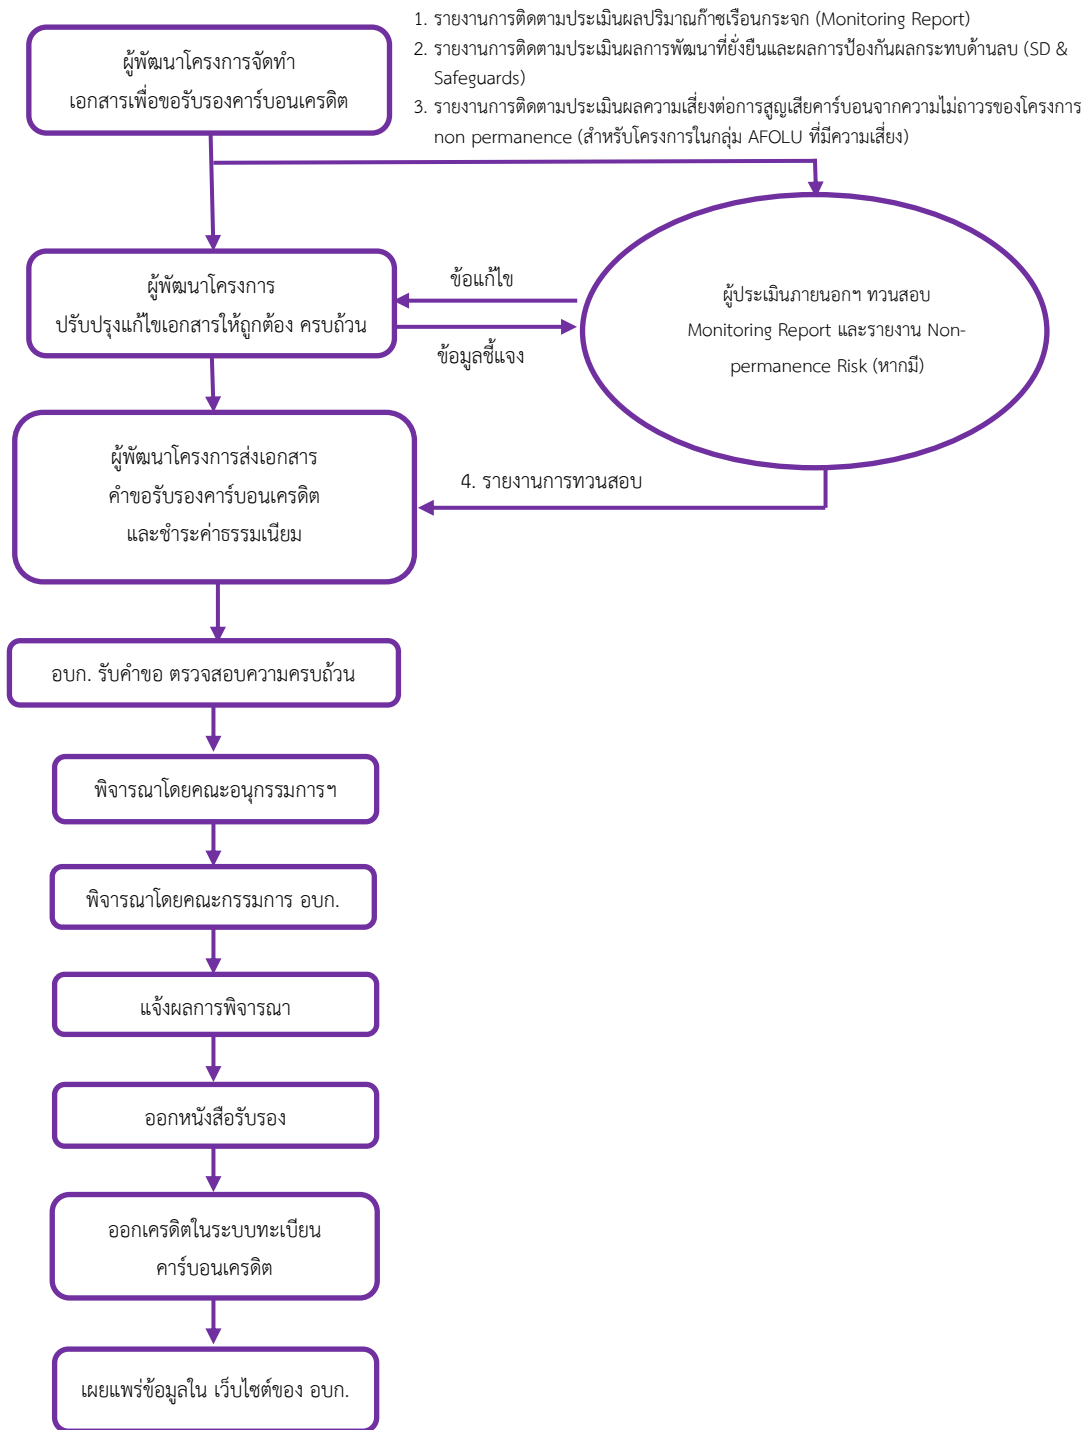 1. รายงานการติดตามประเมินผลปริมาณก๊าซเรือนกระจก (Monitoring Report)
2. รายงานการติดตามประเมินผลการพัฒนาที่ยั่งยืนและผลการป้องกันผลกระทบด้านลบ (SD &
Safeguards)
3. รายงานการติดตามประเมินผลความเสี่ยงต่อการสูญเสียคาร์บอนจากความไม่ถาวรของโครงการ
non permanence (สำหรับโครงการในกลุ่ม AFOLU ที่มีความเสี่ยง)
ผู้พัฒนาโครงการจัดทำ
เอกสารเพื่อขอรับรองคาร์บอนเครดิต
ผู้พัฒนาโครงการ
ปรับปรุงแก้ไขเอกสารให้ถูกต้อง ครบถ้วน
ข้อแก้ไข
ข้อมูลชี้แจง
ผู้ประเมินภายนอกฯ ทวนสอบ
Monitoring Report และรายงาน Non-
permanence Risk (หากมี)
ผู้พัฒนาโครงการส่งเอกสาร
คำขอรับรองคาร์บอนเครดิต
และชำระค่าธรรมเนียม
4. รายงานการทวนสอบ
อบก. รับคำขอ ตรวจสอบความครบถ้วน
พิจารณาโดยคณะอนุกรรมการฯ
พิจารณาโดยคณะกรรมการ อบก.
แจ้งผลการพิจารณา
ออกหนังสือรับรอง
ออกเครดิตในระบบทะเบียน
คาร์บอนเครดิต
เผยแพร่ข้อมูลใน เว็บไซต์ของ อบก.